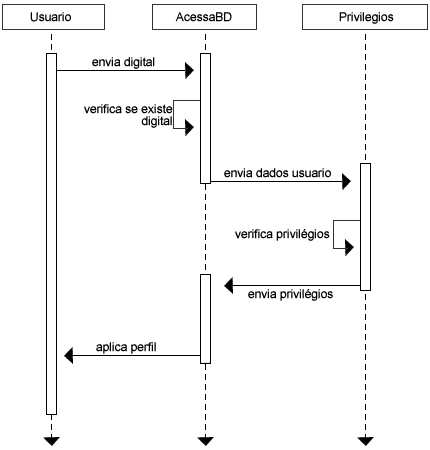 Usuario
AcessaBD
Privilegios
envia digital
verifica se existe
digital
envia dados usuario
verifica privilégios
envia privilégios
aplica perfil